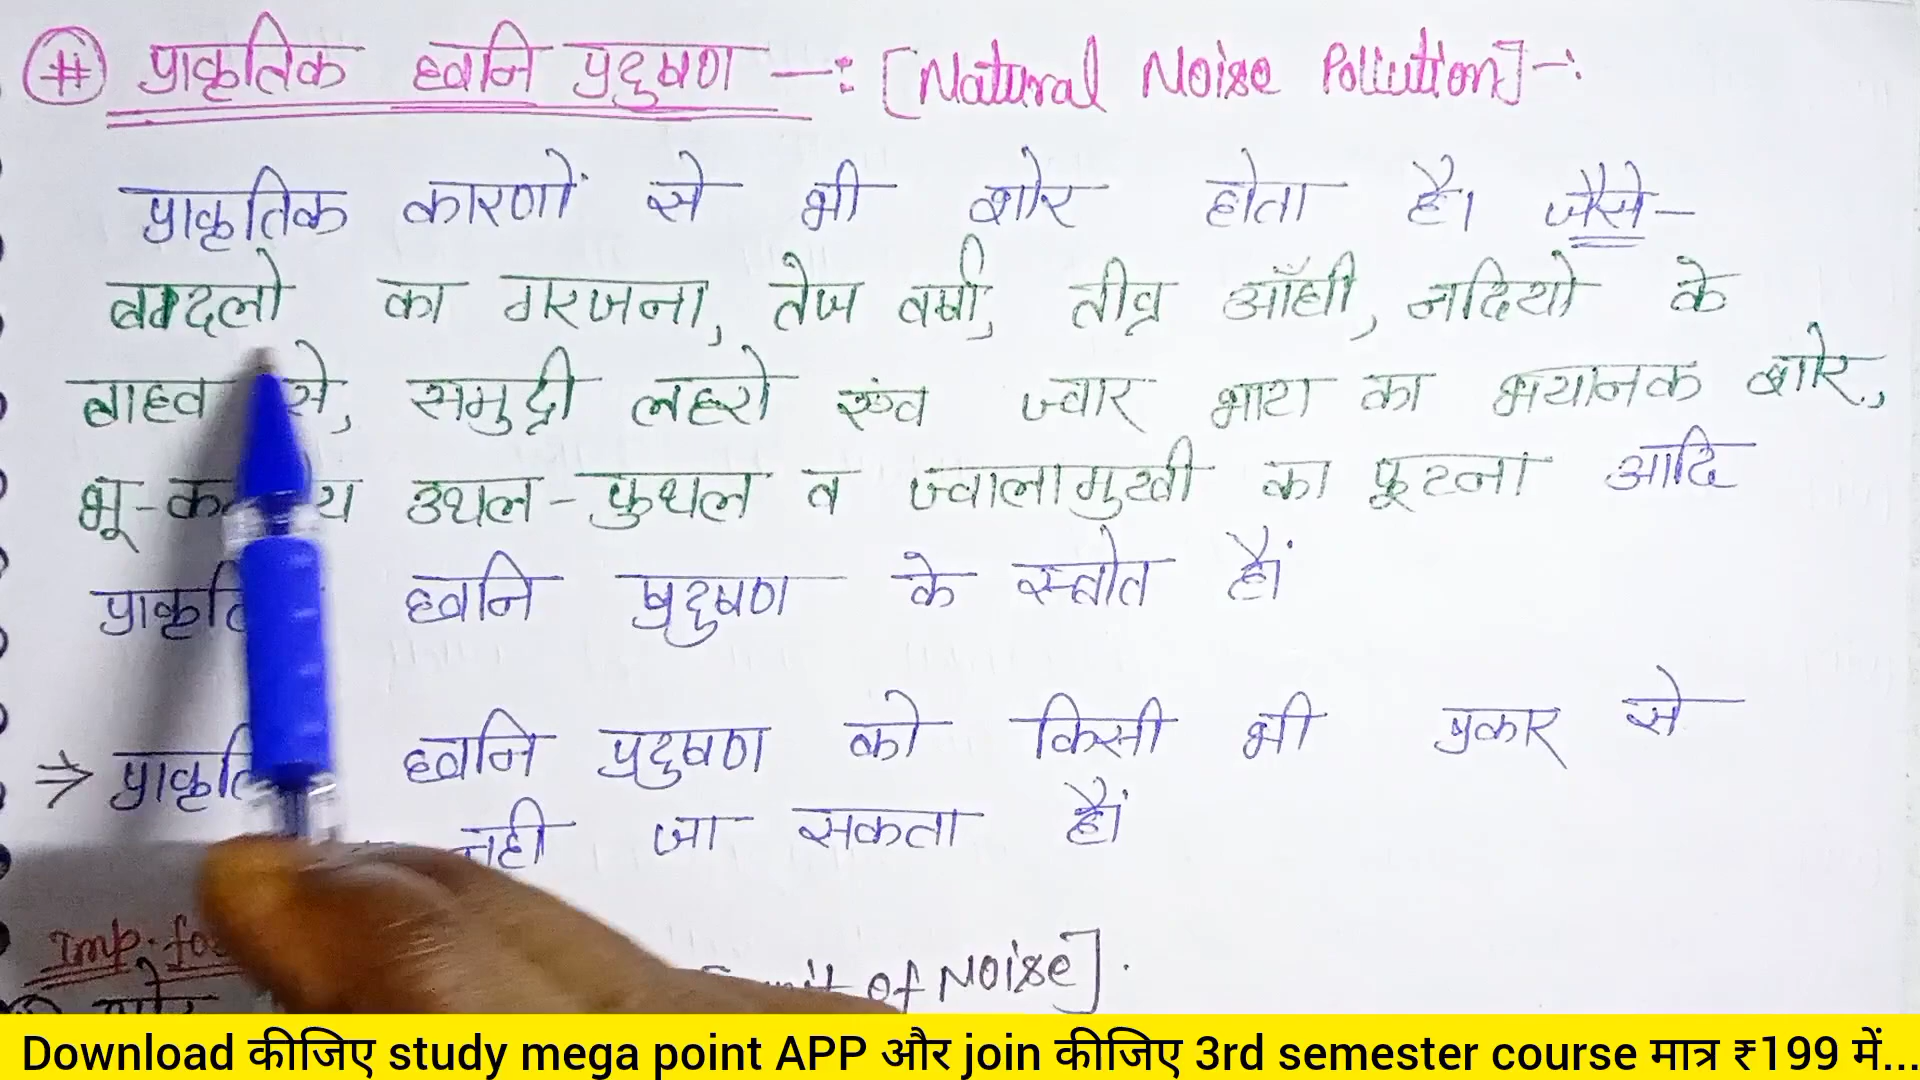 # प्राकृतिक ध्वनि प्रदुषण —: [Natural Noise Pollution] —:
प्राकृतिक कारणों से भी शोर होता है। जैसे-
बादलो का गरजना, तेज वर्षा, तीव्र आँधी, नदियो के
से, समुद्री लहरो एंव ज्वार भाटा का भयानक शोर,
उथल-पुथल व ज्वालामुखी का फूटना आदि
ध्वनि प्रदुषण के स्त्रोत हैं।
⇒ ध्वनि प्रदुषण को किसी भी प्रकार से
नही जा सकता हैं।
Imp.
of Noise].
Download कीजिए study mega point APP और join कीजिए 3rd semester course मात्र ₹199 में...